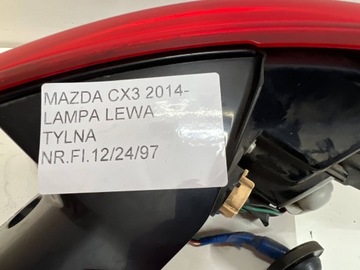 MAZDA CX3 2014-
LAMPA LEWA
TYLNA
NR.FI.12/24/97